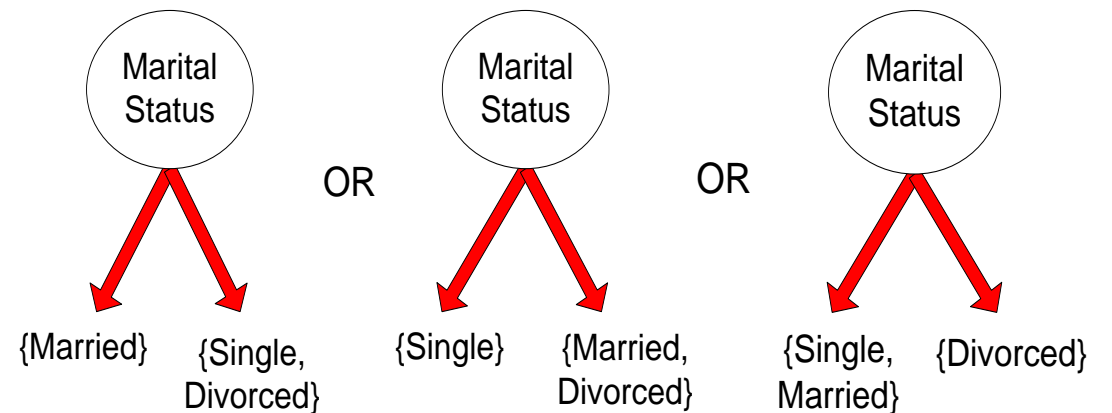 Marital
Status
Marital
Status
Marital
Status
OR
OR
{Married}
{Single,
Divorced}
{Single}
{Married,
Divorced}
{Single,
Married}
{Divorced}